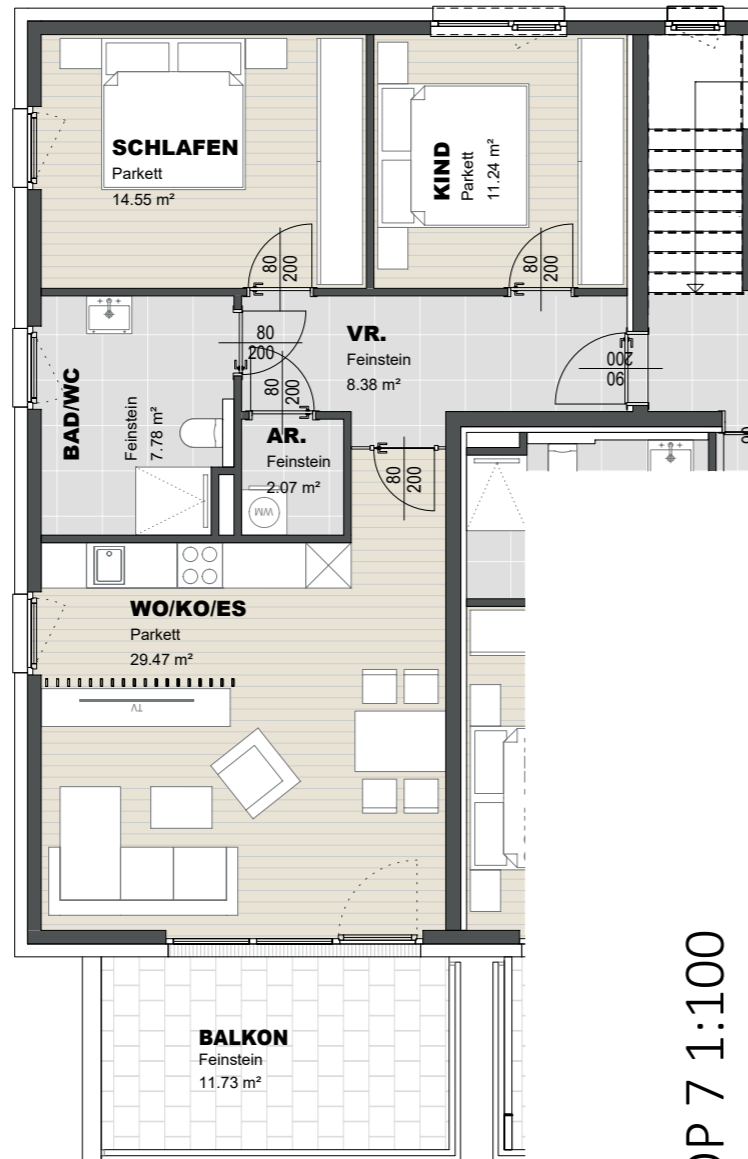 SCHLAFEN
Parkett
14.55 m²
KIND
Parkett
11.24 m²
80
200
80
200
BAD/WC
Feinstein
7.78 m²
80
200
VR.
Feinstein
8.38 m²
90
200
80
200
AR.
Feinstein
2.07 m²
WM
80
200
WO/KO/ES
Parkett
29.47 m²
TV
BALKON
Feinstein
11.73 m²
OP 7 1:100